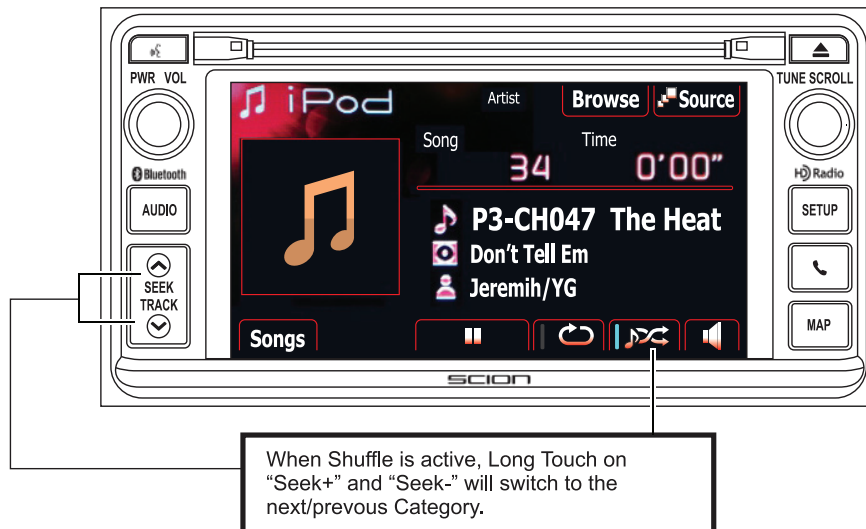 PWR VOL
TUNE SCROLL
iPod
Artist
Browse
Source
Song
Time
34
0'00"
Bluetooth
HD Radio
AUDIO
SETUP
P3-CH047 The Heat
Don't Tell Em
Jeremih/YG
SEEK
TRACK
MAP
Songs
SCION
When Shuffle is active, Long Touch on
“Seek+” and “Seek-” will switch to the
next/prevous Category.